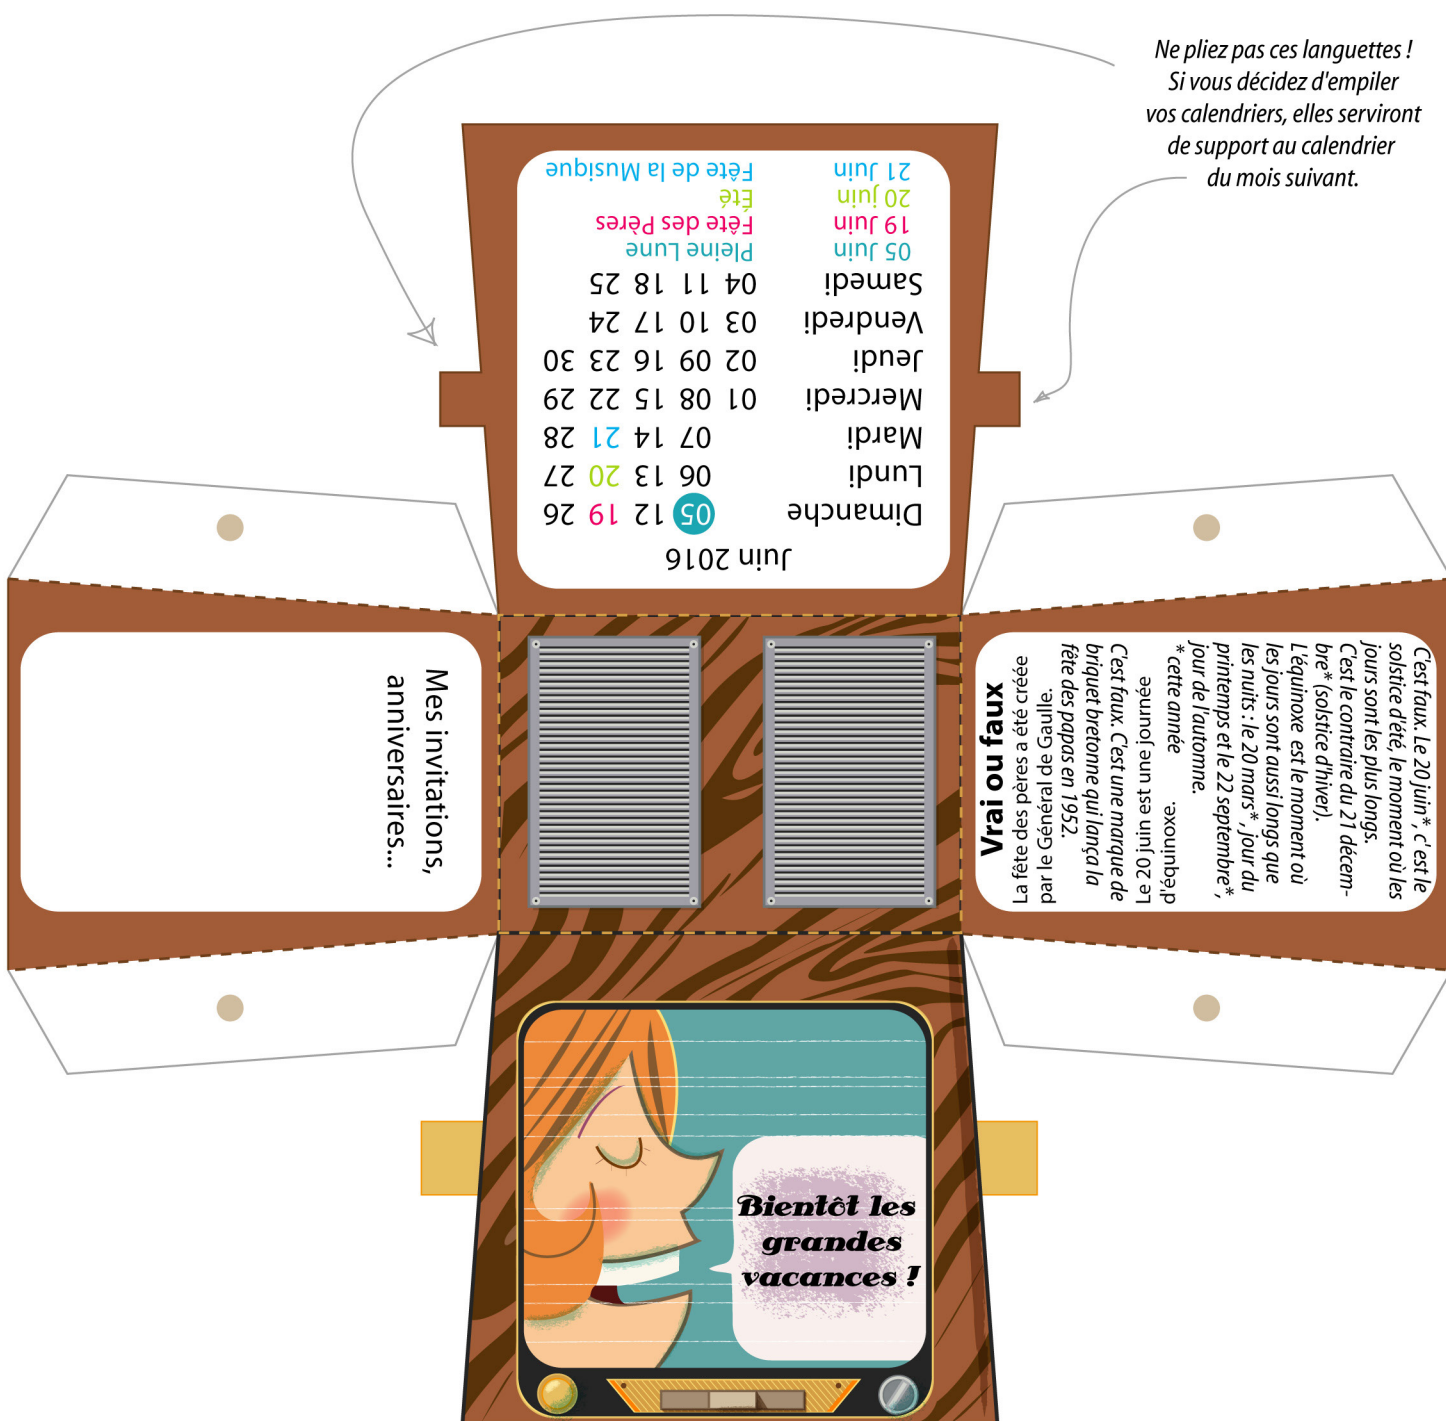 Ne pliez pas ces languettes !
Si vous décidez d'empiler
vos calendriers, elles serviront
de support au calendrier
du mois suivant.
Juin 2016
Dimanche 05 12 19 26
Lundi 06 13 20 27
Mardi 07 14 21 28
Mercredi 01 08 15 22 29
Jeudi 02 09 16 23 30
Vendredi 03 10 17 24
Samedi 04 11 18 25
05 Juin Pleine Lune
19 Juin Fête des Pères
20 juin Été
21 Juin Fête de la Musique
Mes invitations,
anniversaires...
Vrai ou faux
La fête des pères a été créée
par le Général de Gaulle.
C'est faux. C'est une marque de
briquet bretonne qui lança la
fête des papas en 1952.
Le 20 juin est une journée
d'équinoxe.
C'est faux. Le 20 juin*, c' est le
solstice d'été, le moment où les
jours sont les plus longs.
C'est le contraire du 21 décem-
bre* (solstice d'hiver).
L'équinoxe est le moment où
les jours sont aussi longs que
les nuits : le 20 mars* , jour du
printemps et le 22 septembre*,
jour de l'automne.
* cette année
Bientôt les
grandes
vacances !